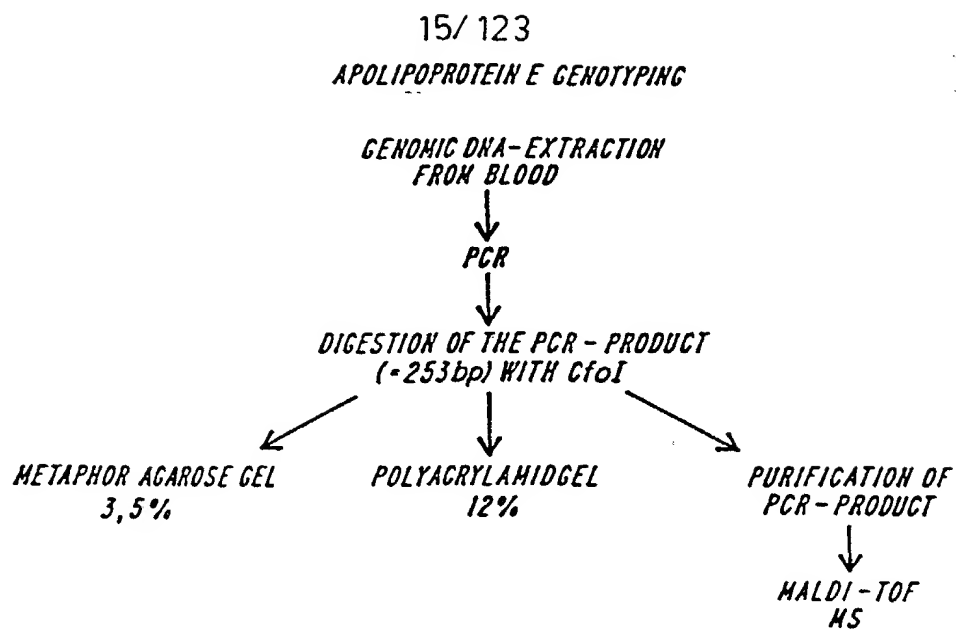 15/123
APOLIPOPROTEIN E GENOTYPING
GENOMIC DNA-EXTRACTION
FROM BLOOD
PCR
DIGESTION OF THE PCR-PRODUCT
(=253bp) WITH CfoI
METAPHOR AGAROSE GEL
3,5%
POLYACRYLAMIDGEL
12%
PURIFICATION OF
PCR-PRODUCT
MALDI-TOF
MS